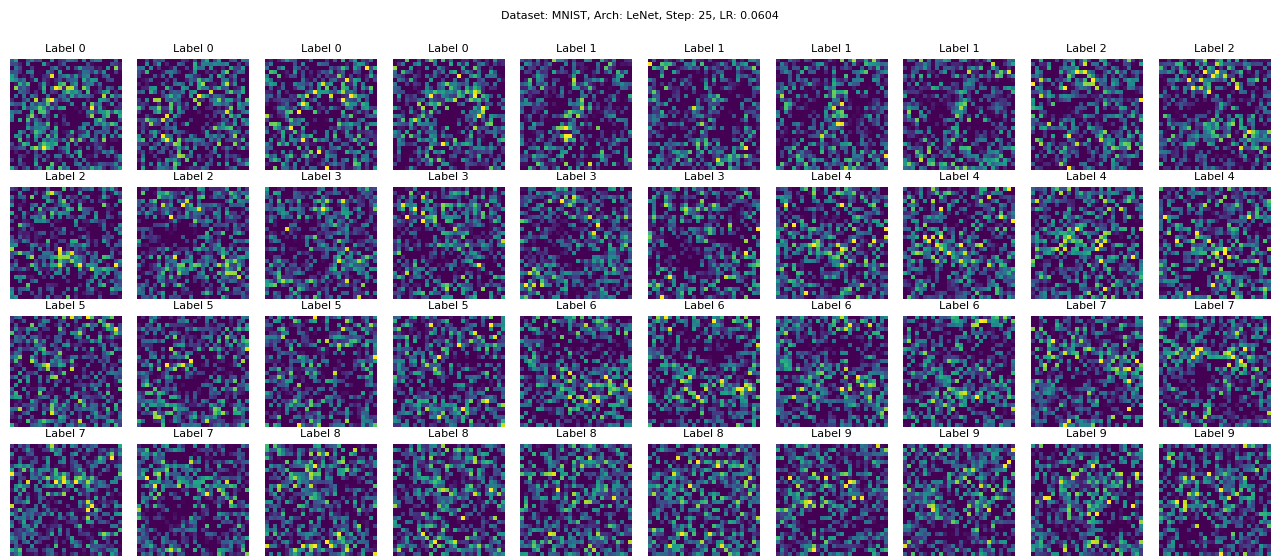 Dataset: MNIST, Arch: LeNet, Step: 25, LR: 0.0604
Label 0 Label 0 Label 0 Label 0 Label 1 Label 1 Label 1 Label 1 Label 2 Label 2
Label 2 Label 2 Label 3 Label 3 Label 3 Label 3 Label 4 Label 4 Label 4 Label 4
Label 5 Label 5 Label 5 Label 5 Label 6 Label 6 Label 6 Label 6 Label 7 Label 7
Label 7 Label 7 Label 8 Label 8 Label 8 Label 8 Label 9 Label 9 Label 9 Label 9